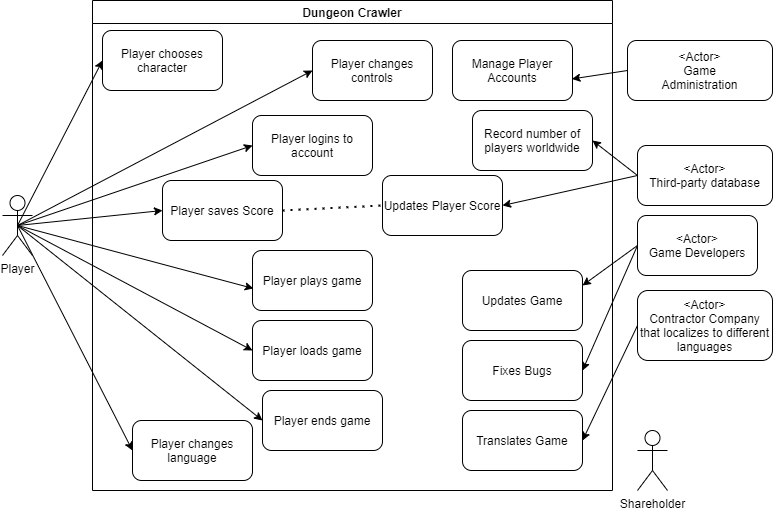 Dungeon Crawler
Player chooses
character
Player changes
controls
Manage Player
Accounts
<Actor>
Game
Administration
Player logins to
account
Record number of
players worldwide
<Actor>
Third-party database
Player saves Score
Updates Player Score
<Actor>
Game Developers
Player
Player plays game
Updates Game
<Actor>
Contractor Company
that localizes to different
languages
Player loads game
Fixes Bugs
Player ends game
Player changes
language
Translates Game
Shareholder